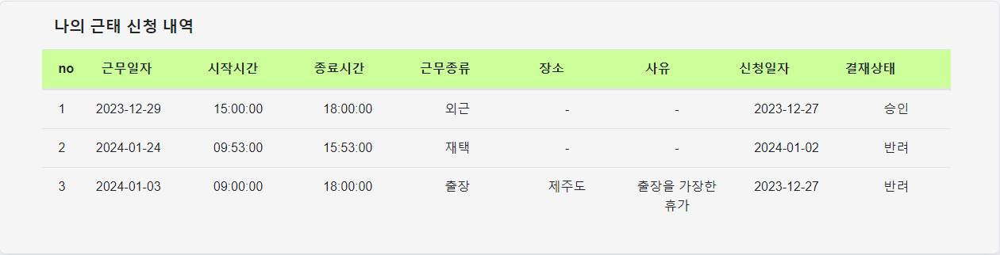 나의 근태 신청 내역
no 근무일자 시작시간 종료시간 근무종류 장소 사유 신청일자 결재상태
1 2023-12-29 15:00:00 18:00:00 외근 - - 2023-12-27 승인
2 2024-01-24 09:53:00 15:53:00 재택 - - 2024-01-02 반려
3 2024-01-03 09:00:00 18:00:00 출장 제주도 출장을 가장한 2023-12-27 반려
휴가